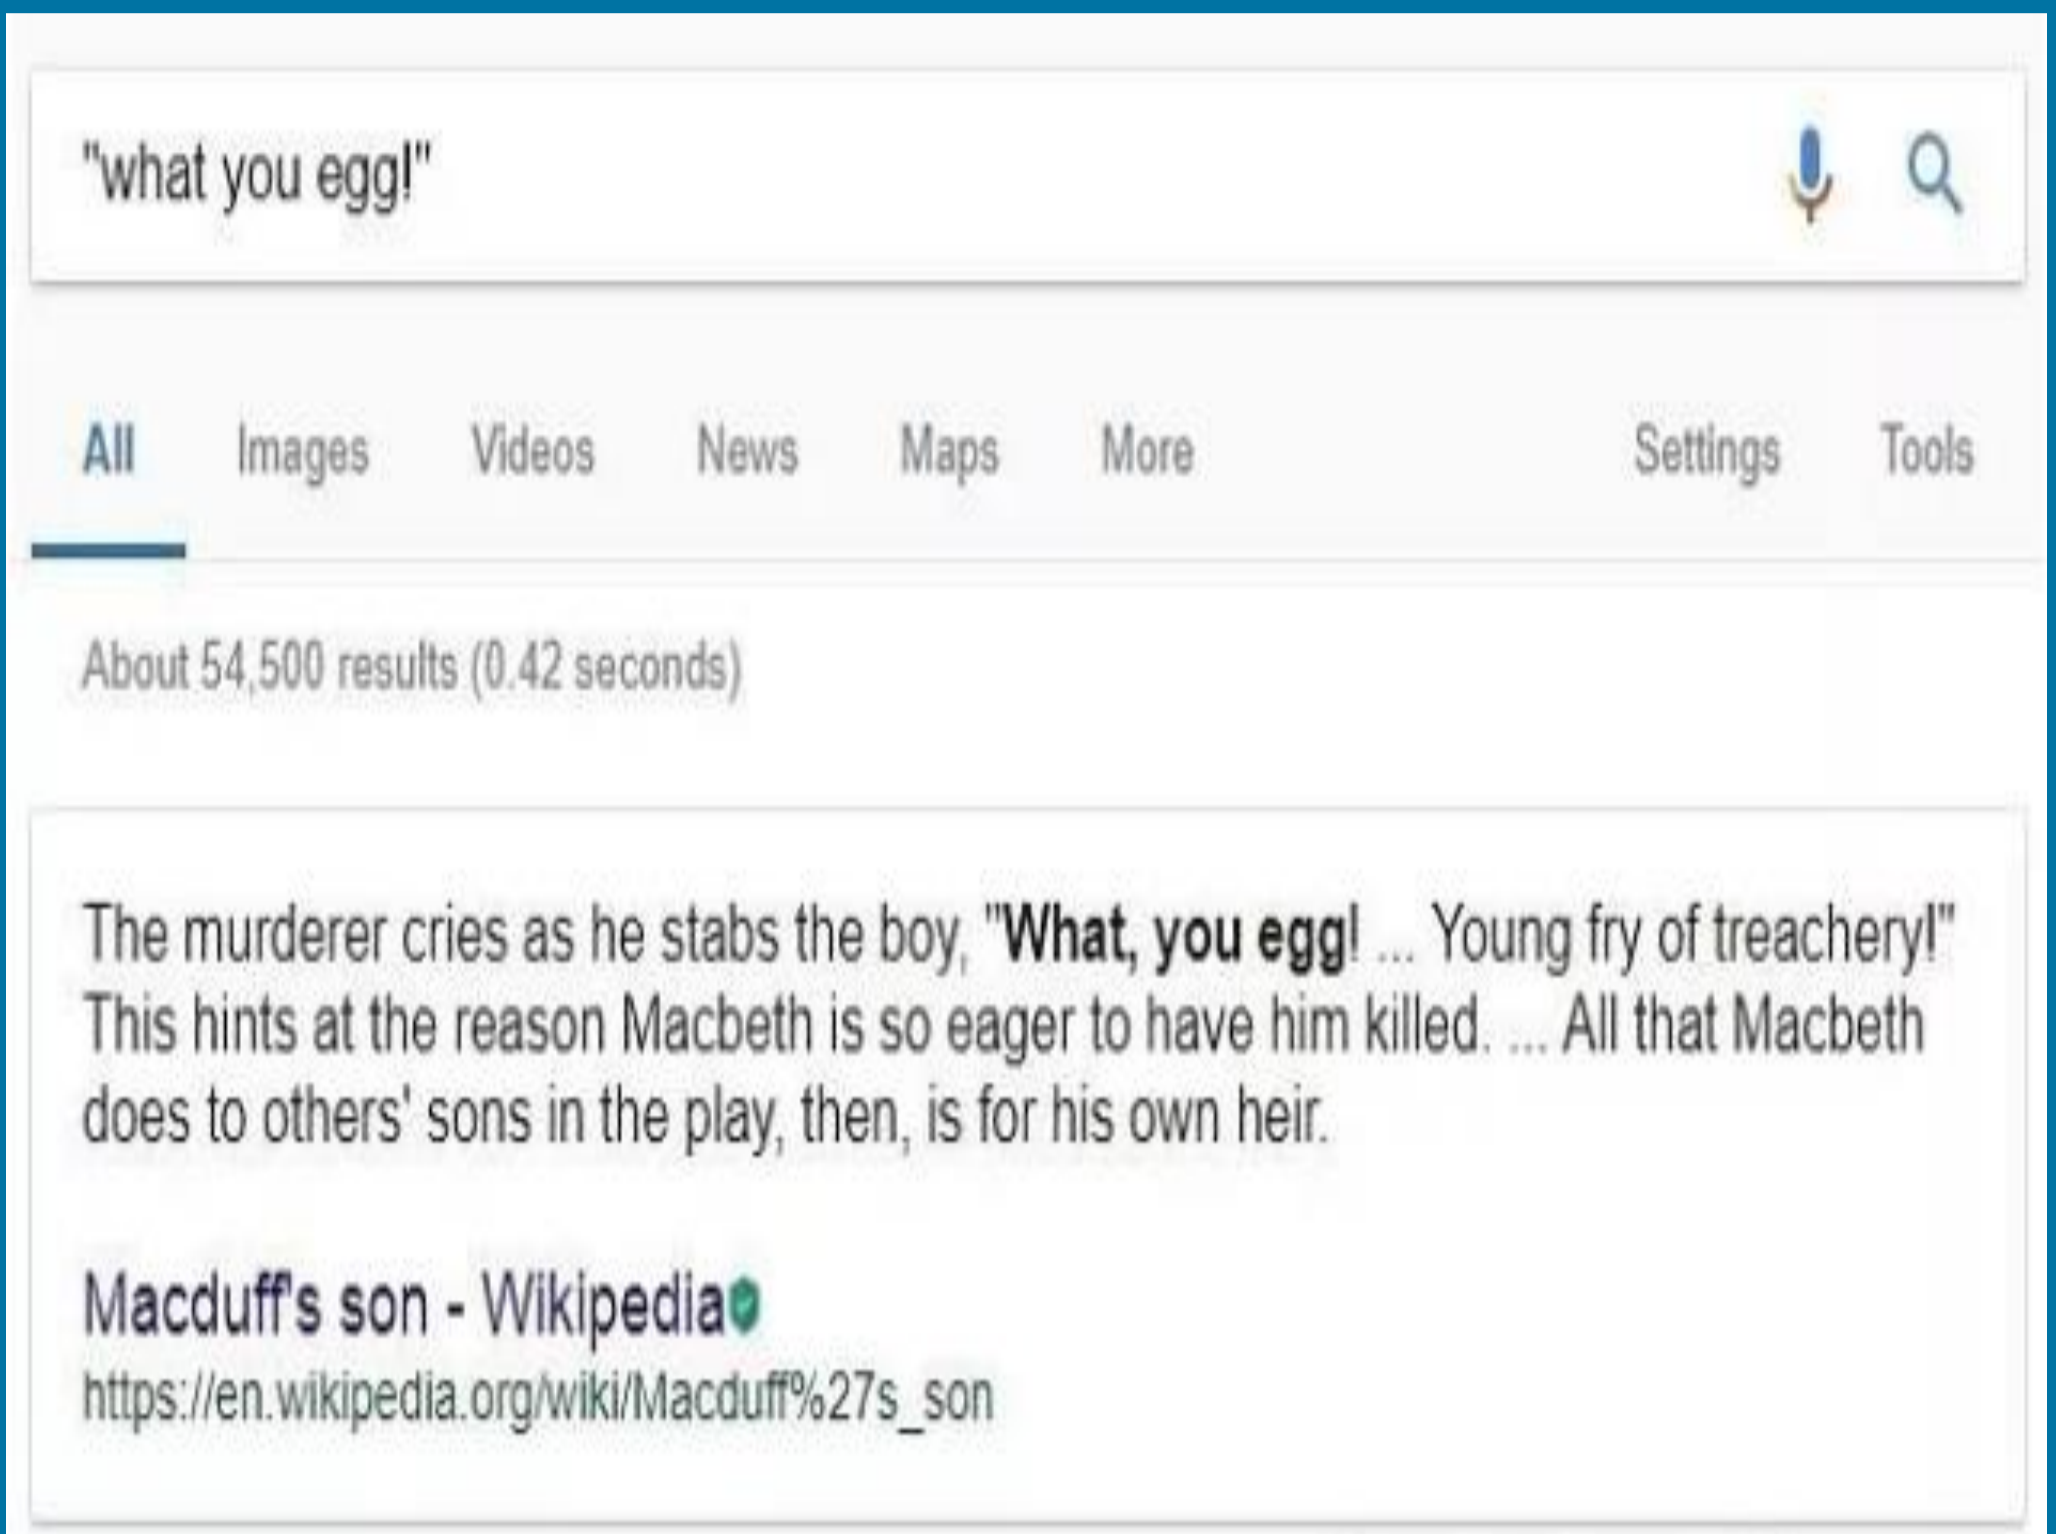 "what you egg!"
All Images Videos News Maps More Settings Tools
About 54,500 results (0.42 seconds)
The murderer cries as he stabs the boy, "What, you egg! ... Young fry of treachery!"
This hints at the reason Macbeth is so eager to have him killed. ... All that Macbeth
does to others' sons in the play, then, is for his own heir.
Macduff's son - Wikipedia
https://en.wikipedia.org/wiki/Macduff%27s_son